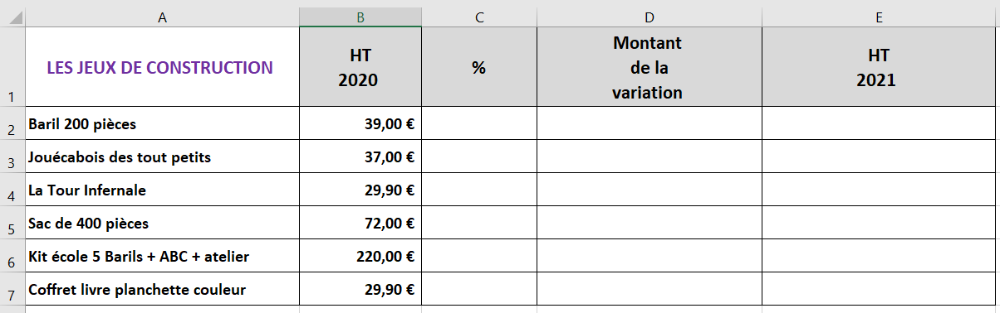 A B C D E
1 LES JEUX DE CONSTRUCTION HT 2020 % Montant de la variation HT 2021
2 Baril 200 pièces 39,00 €
3 Jouécabois des tout petits 37,00 €
4 La Tour Infernale 29,90 €
5 Sac de 400 pièces 72,00 €
6 Kit école 5 Barils + ABC + atelier 220,00 €
7 Coffret livre planchette couleur 29,90 €